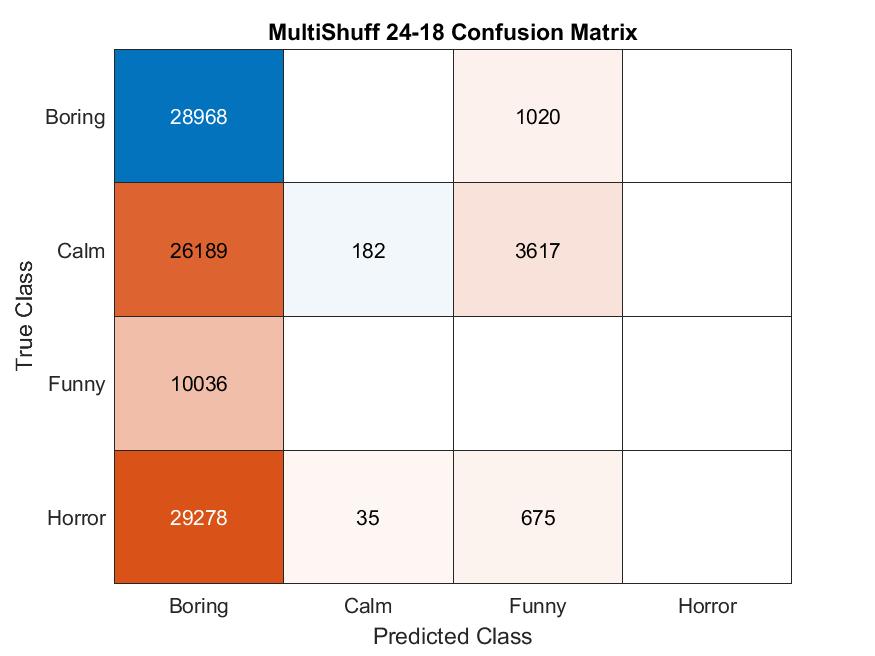 MultiShuff 24-18 Confusion Matrix
True Class
Boring 28968 1020
Calm 26189 182 3617
Funny 10036
Horror 29278 35 675
Boring Calm Funny Horror
Predicted Class